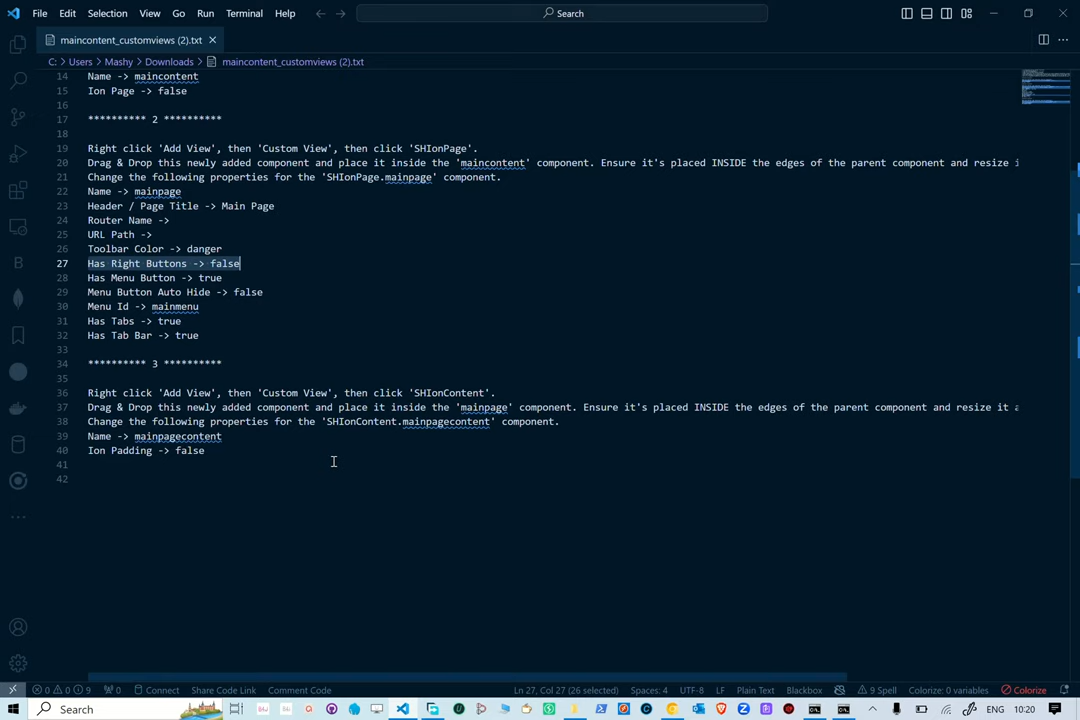 File Edit Selection View Go Run Terminal Help
Search
maincontent_customviews (2).txt
C: > Users > Mashy > Downloads > maincontent_customviews (2).txt
14 Name -> maincontent
15 Ion Page -> false
16
17 ********** 2 **********
18
19 Right click 'Add View', then 'Custom View', then click 'SHIonPage'.
20 Drag & Drop this newly added component and place it inside the 'maincontent' component. Ensure it's placed INSIDE the edges of the parent component and resize i
21 Change the following properties for the 'SHIonPage.mainpage' component.
22 Name -> mainpage
23 Header / Page Title -> Main Page
24 Router Name ->
25 URL Path ->
26 Toolbar Color -> danger
27 Has Right Buttons -> false
28 Has Menu Button -> true
29 Menu Button Auto Hide -> false
30 Menu Id -> mainmenu
31 Has Tabs -> true
32 Has Tab Bar -> true
33
34 ********** 3 **********
35
36 Right click 'Add View', then 'Custom View', then click 'SHIonContent'.
37 Drag & Drop this newly added component and place it inside the 'mainpage' component. Ensure it's placed INSIDE the edges of the parent component and resize it a
38 Change the following properties for the 'SHIonContent.mainpagecontent' component.
39 Name -> mainpagecontent
40 Ion Padding -> false
41
42
0 0 9 0 Connect Share Code Link Comment Code Ln 27, Col 27 (26 selected) Spaces: 4 UTF-8 LF Plain Text Blackbox 9 Spell Colorize: 0 variables Colorize
Search ENG 10:20